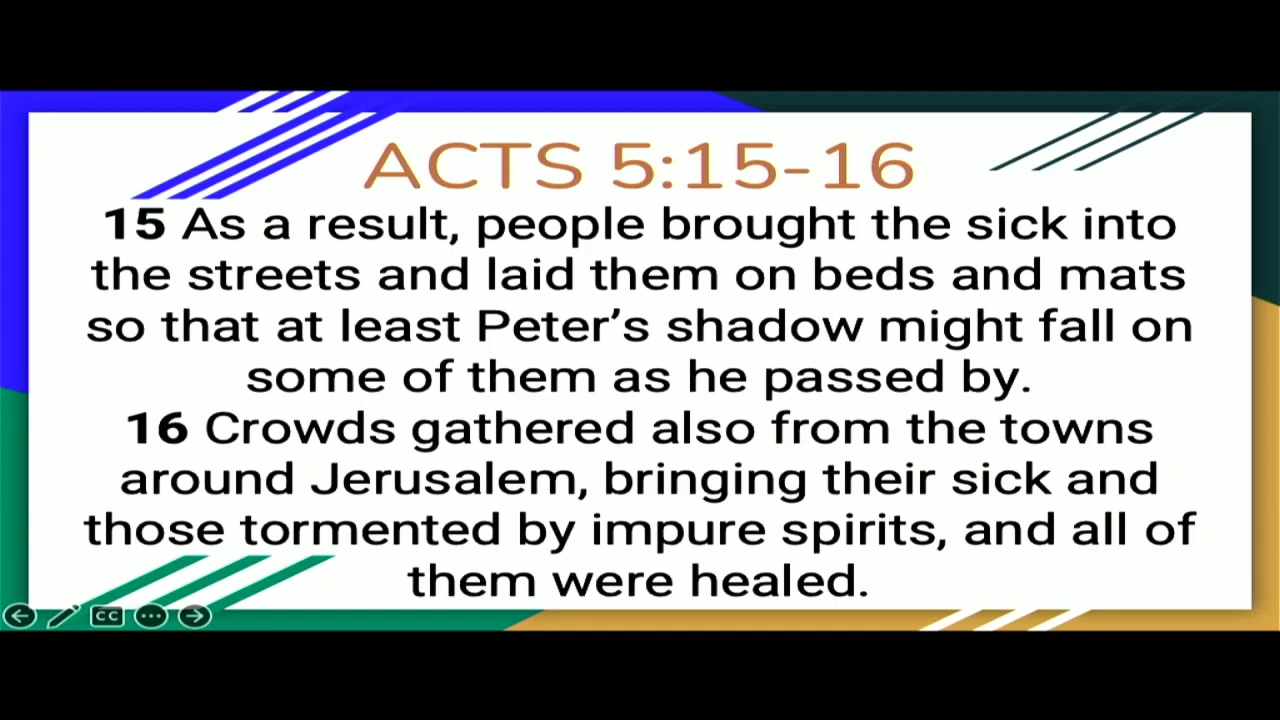 ACTS 5:15-16
15 As a result, people brought the sick into
the streets and laid them on beds and mats
so that at least Peter’s shadow might fall on
some of them as he passed by.
16 Crowds gathered also from the towns
around Jerusalem, bringing their sick and
those tormented by impure spirits, and all of
them were healed.
CC